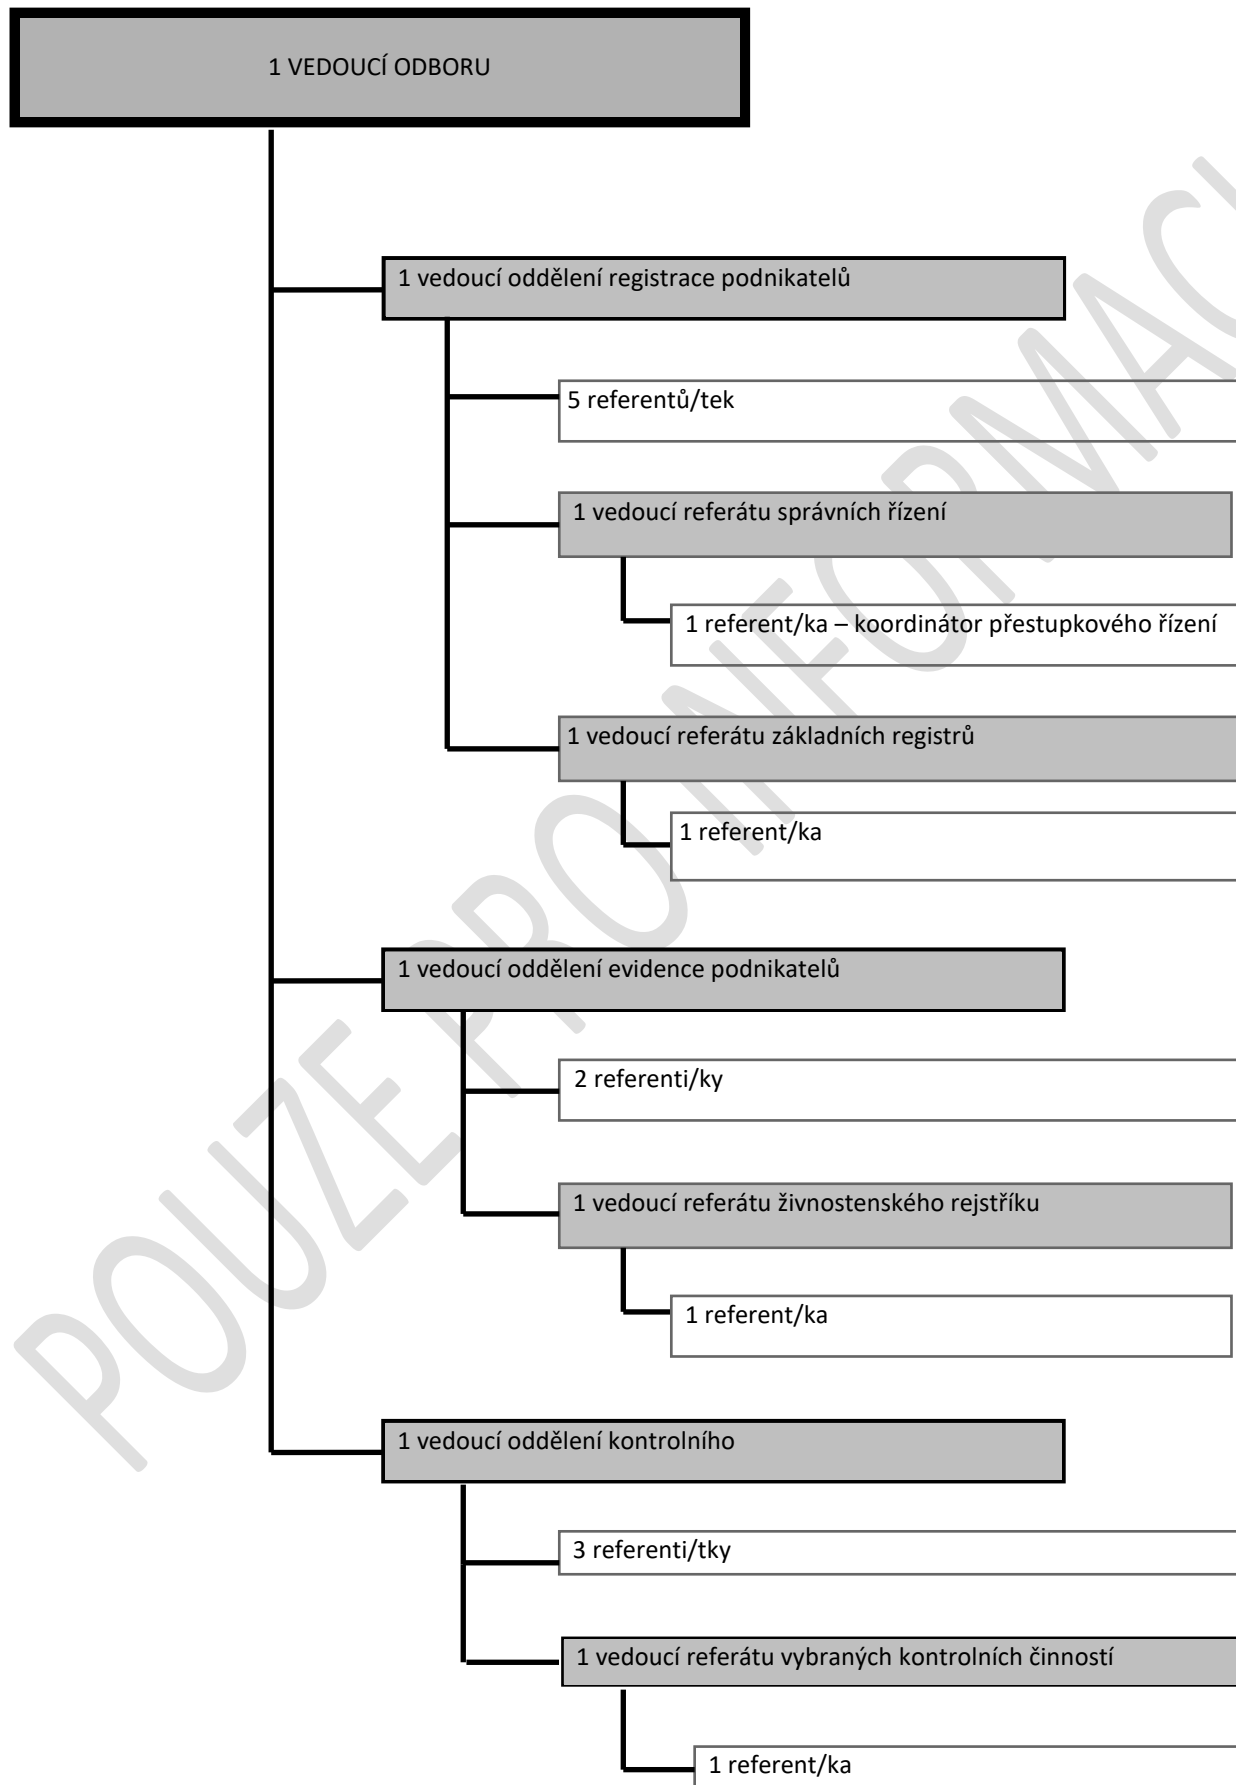 1 VEDOUCÍ ODBORU
1 vedoucí oddělení registrace podnikatelů
5 referentů/tek
1 vedoucí referátu správních řízení
1 referent/ka – koordinátor přestupkového řízení
1 vedoucí referátu základních registrů
1 referent/ka
1 vedoucí oddělení evidence podnikatelů
2 referenti/ky
1 vedoucí referátu živnostenského rejstříku
1 referent/ka
1 vedoucí oddělení kontrolního
3 referenti/tky
1 vedoucí referátu vybraných kontrolních činností
1 referent/ka
POUZE PRO INFORMAC